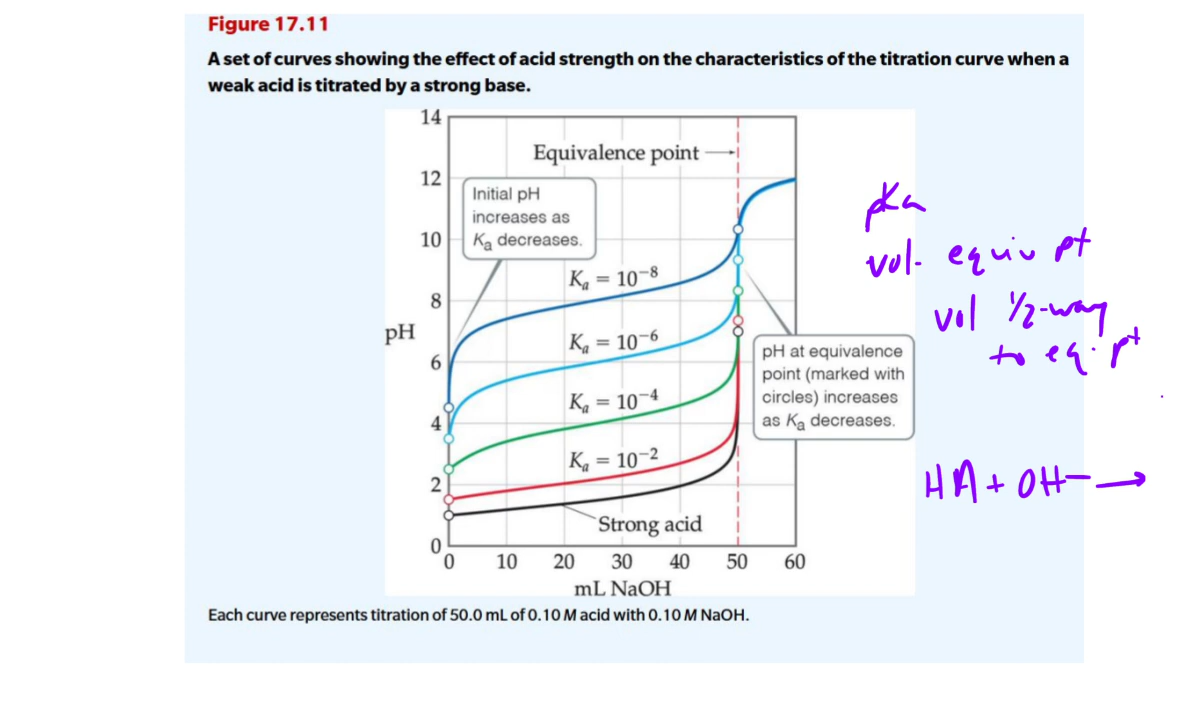 Figure 17.11
A set of curves showing the effect of acid strength on the characteristics of the titration curve when a
weak acid is titrated by a strong base.
14
Equivalence point
12
Initial pH
increases as
Kₐ decreases.
10
Kₐ = 10⁻⁸
8
pH
Kₐ = 10⁻⁶
6
pH at equivalence
point (marked with
circles) increases
as Kₐ decreases.
Kₐ = 10⁻⁴
4
Kₐ = 10⁻²
2
Strong acid
0
0 10 20 30 40 50 60
mL NaOH
Each curve represents titration of 50.0 mL of 0.10 M acid with 0.10 M NaOH.
pKa
vol. equiv pt
vol ½-way
to eq. pt
HA + OH⁻ →